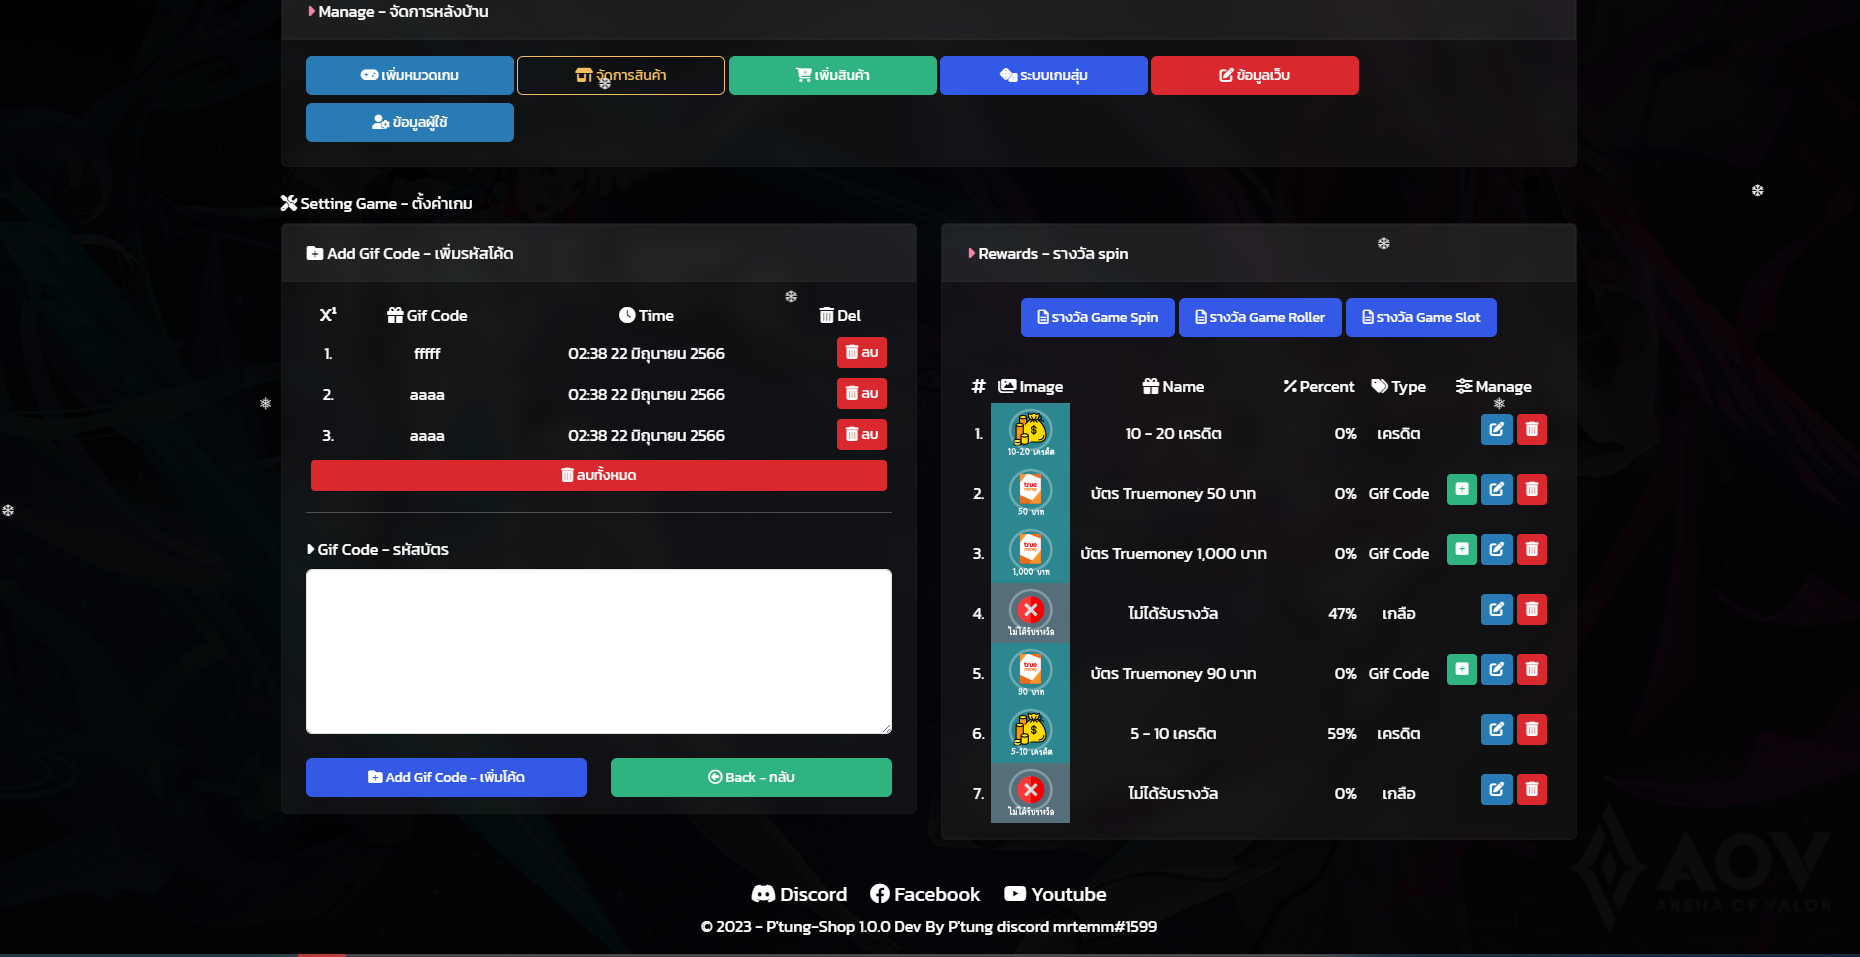 Manage - จัดการหลังบ้าน
เพิ่มหมวดเกม
จัดการสินค้า
เพิ่มสินค้า
ระบบเกมสุ่ม
ข้อมูลเว็บ
ข้อมูลผู้ใช้
Setting Game - ตั้งค่าเกม
Add Gif Code - เพิ่มรหัสโค้ด
X¹ Gif Code Time Del
1. fffff 02:38 22 มิถุนายน 2566 ลบ
2. aaaa 02:38 22 มิถุนายน 2566 ลบ
3. aaaa 02:38 22 มิถุนายน 2566 ลบ
ลบทั้งหมด
Gif Code - รหัสบัตร
Add Gif Code - เพิ่มโค้ด
Back - กลับ
Rewards - รางวัล spin
รางวัล Game Spin
รางวัล Game Roller
รางวัล Game Slot
# Image Name Percent Type Manage
1. 10-20 เครดิต 10 - 20 เครดิต 0% เครดิต
2. true money 50 บาท บัตร Truemoney 50 บาท 0% Gif Code
3. true money 1,000 บาท บัตร Truemoney 1,000 บาท 0% Gif Code
4. ไม่ได้รับรางวัล ไม่ได้รับรางวัล 47% เกลือ
5. true money 90 บาท บัตร Truemoney 90 บาท 0% Gif Code
6. 5-10 เครดิต 5 - 10 เครดิต 59% เครดิต
7. ไม่ได้รับรางวัล ไม่ได้รับรางวัล 0% เกลือ
AOV
ARENA OF VALOR
Discord Facebook Youtube
© 2023 - P'tung-Shop 1.0.0 Dev By P'tung discord mrtemm#1599